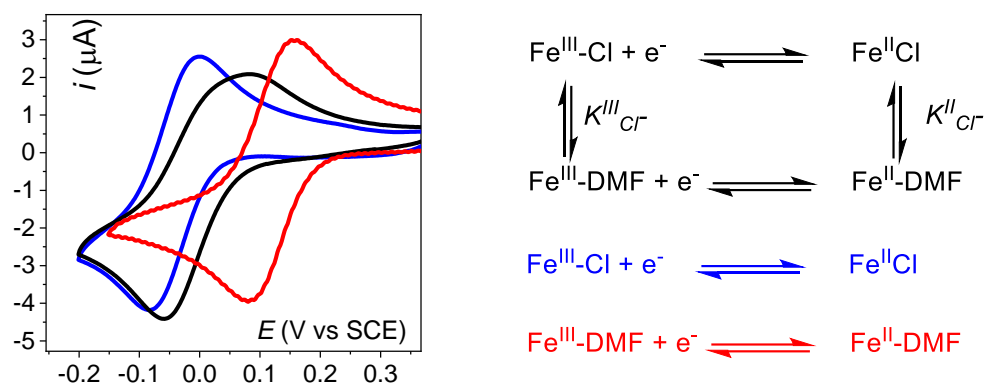 i (μA)
3
2
1
0
-1
-2
-3
-4
-5
E (V vs SCE)
-0.2 -0.1 0.0 0.1 0.2 0.3
Fe^III-Cl + e^- Fe^IICl
K^III_Cl- K^II_Cl-
Fe^III-DMF + e^- Fe^II-DMF
Fe^III-Cl + e^- Fe^IICl
Fe^III-DMF + e^- Fe^II-DMF